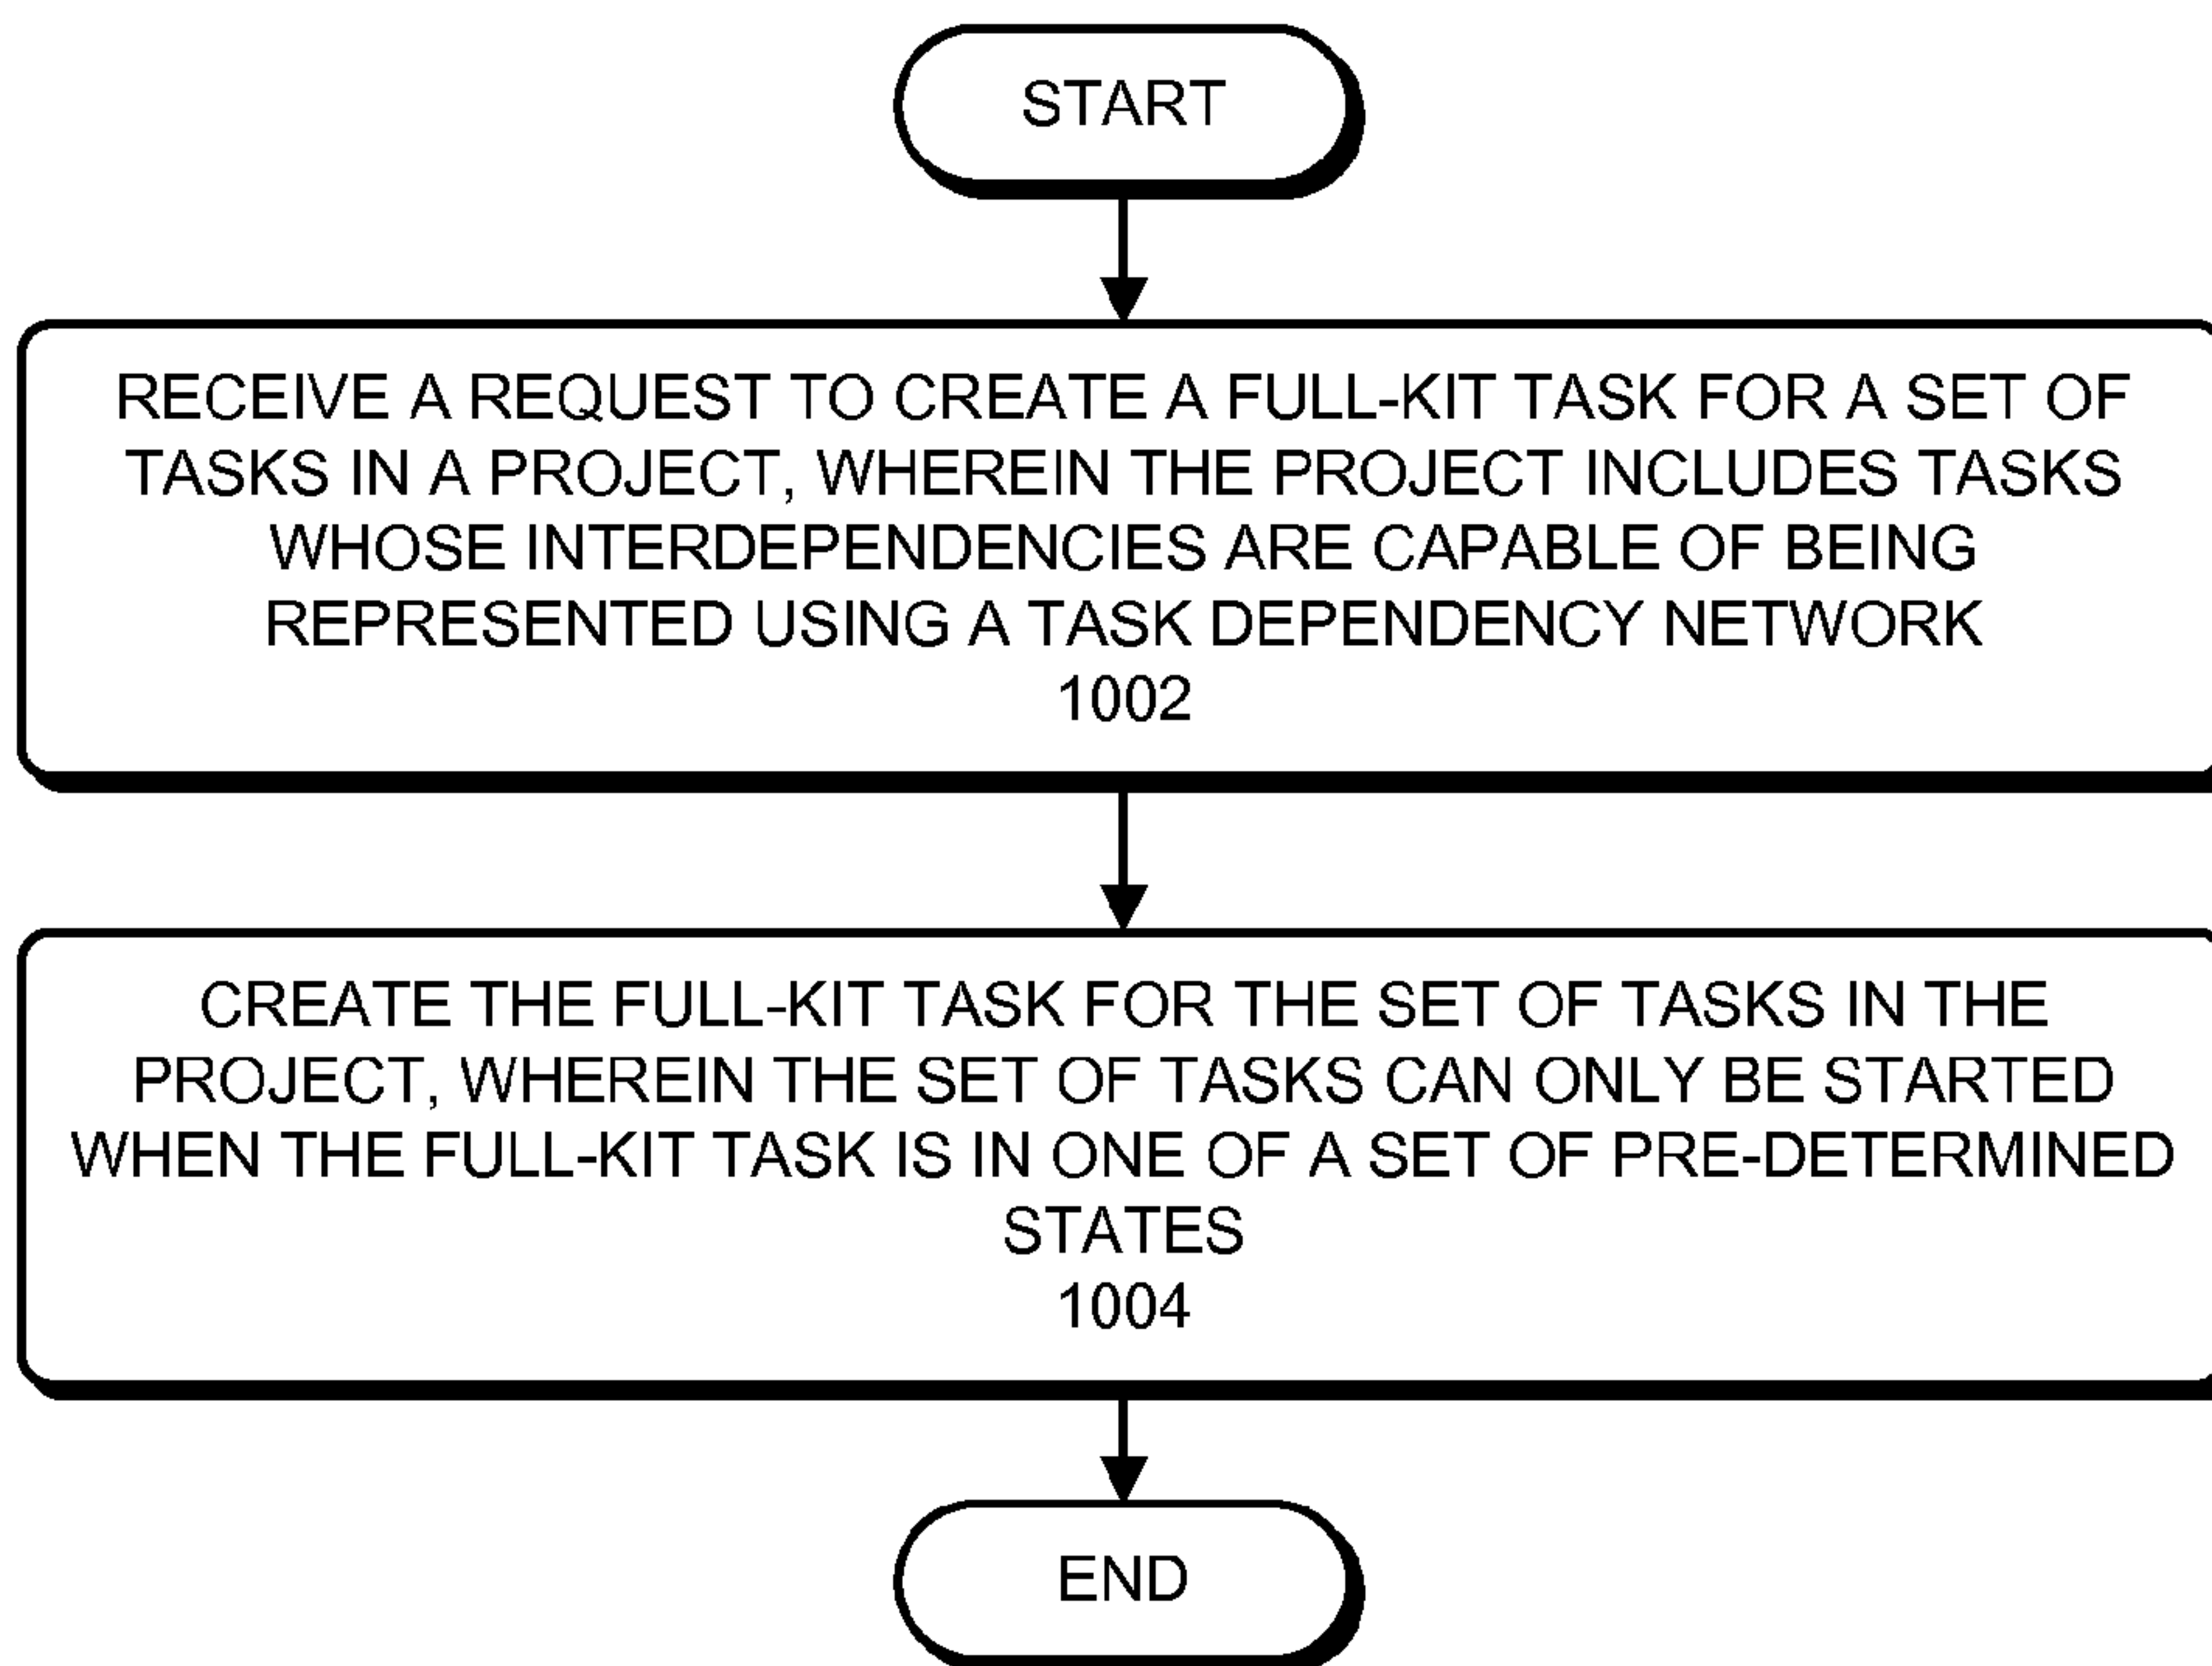 START
RECEIVE A REQUEST TO CREATE A FULL-KIT TASK FOR A SET OF
TASKS IN A PROJECT, WHEREIN THE PROJECT INCLUDES TASKS
WHOSE INTERDEPENDENCIES ARE CAPABLE OF BEING
REPRESENTED USING A TASK DEPENDENCY NETWORK
1002
CREATE THE FULL-KIT TASK FOR THE SET OF TASKS IN THE
PROJECT, WHEREIN THE SET OF TASKS CAN ONLY BE STARTED
WHEN THE FULL-KIT TASK IS IN ONE OF A SET OF PRE-DETERMINED
STATES
1004
END